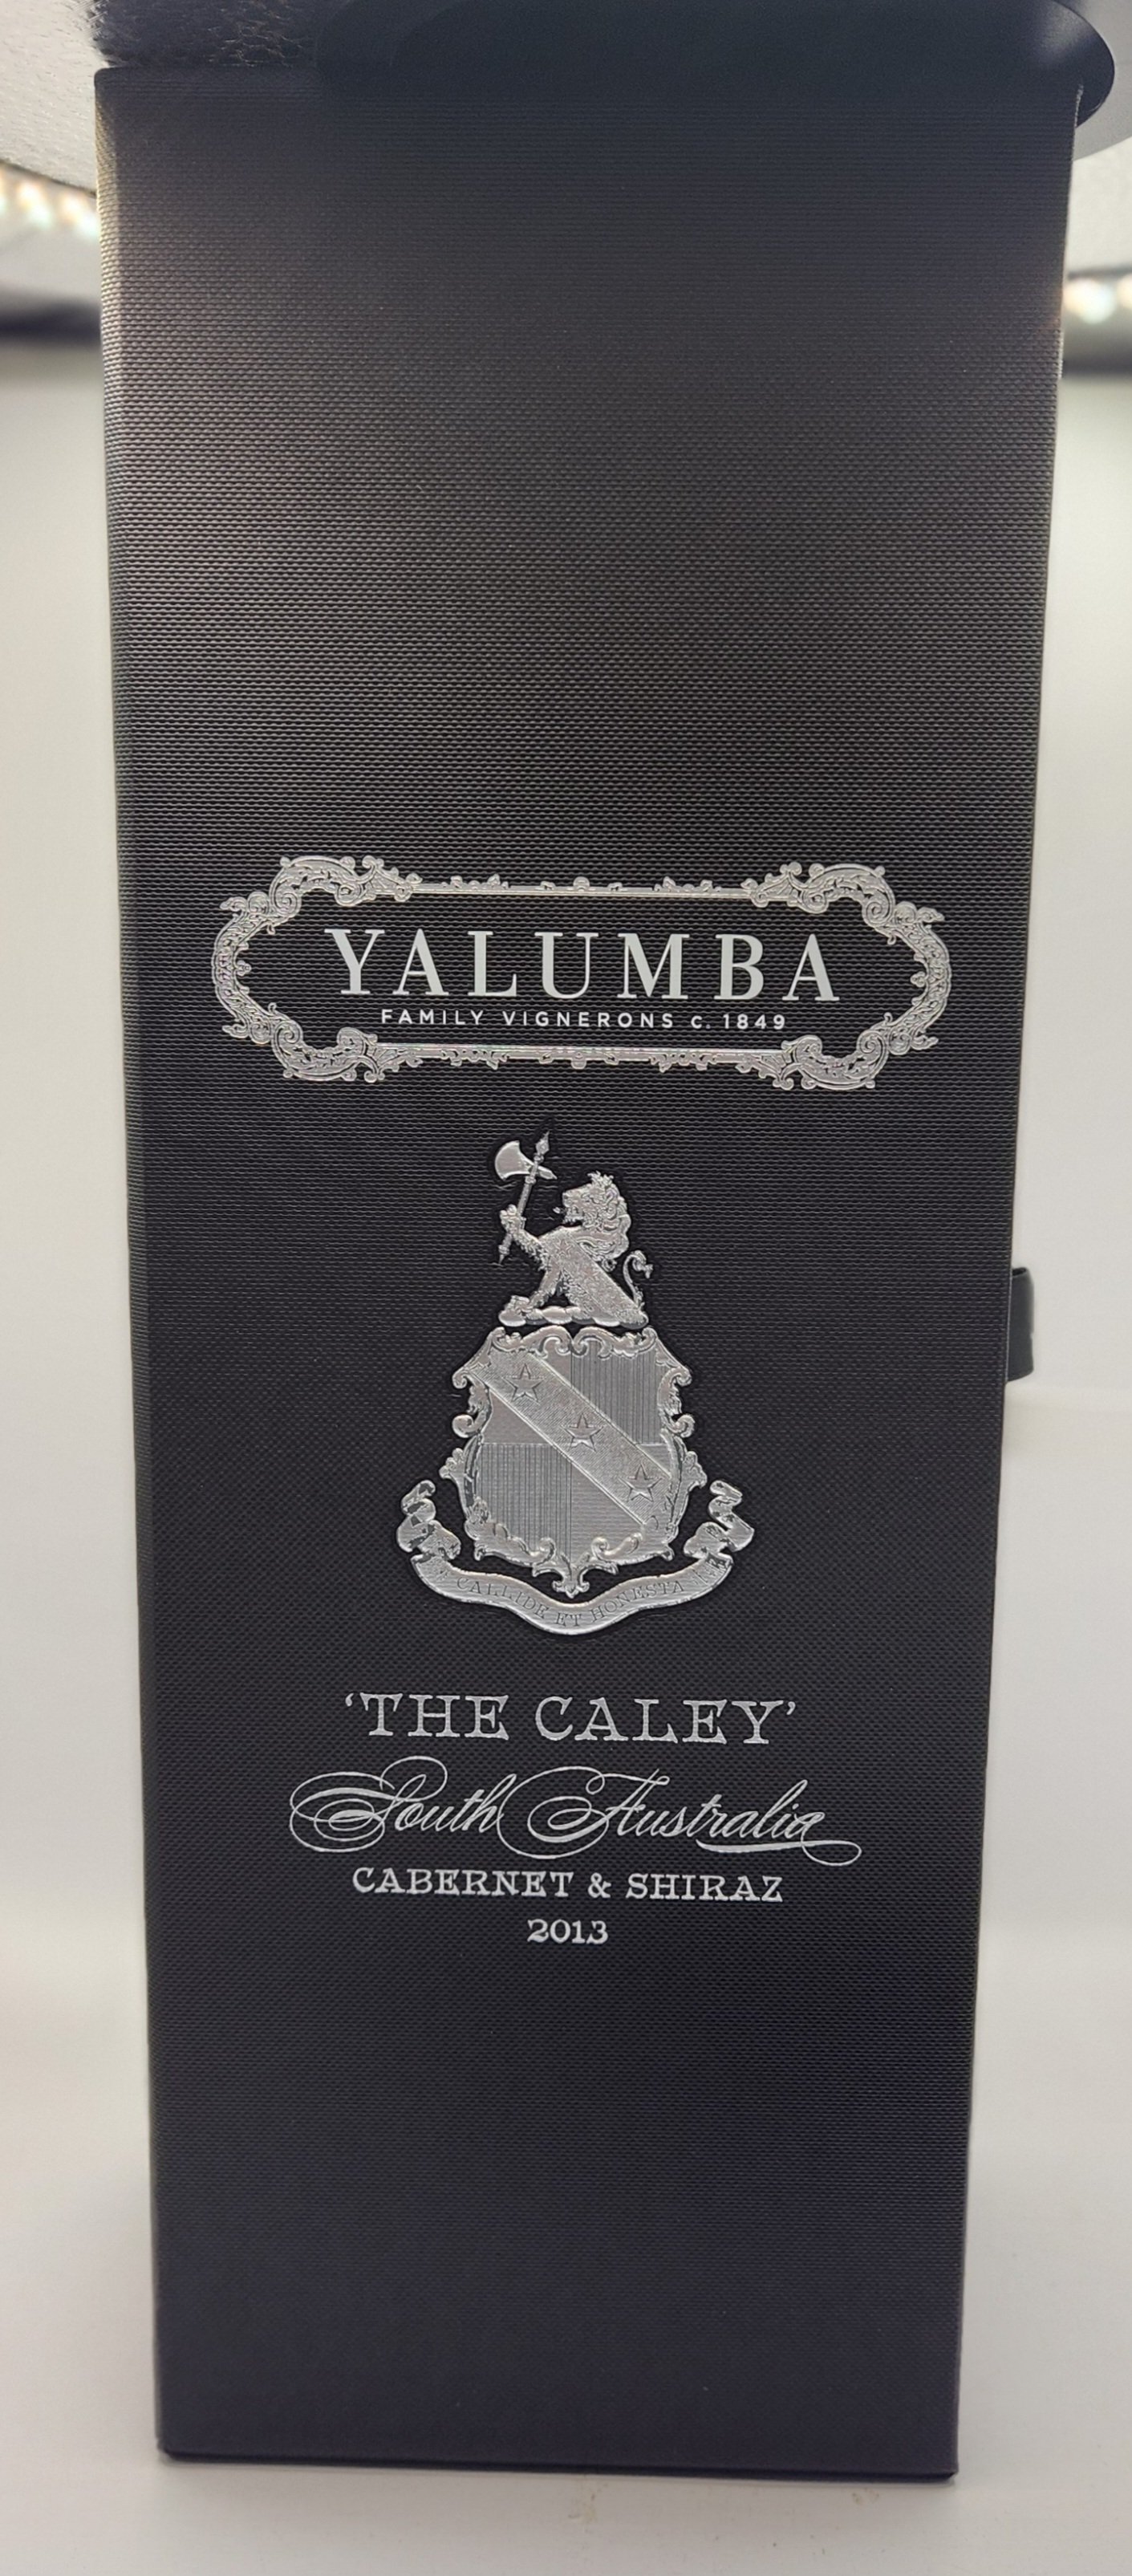 YALUMBA
FAMILY VIGNERONS c. 1849
CALLIDE ET HONESTA
'THE CALEY'
South Australia
CABERNET & SHIRAZ
2013